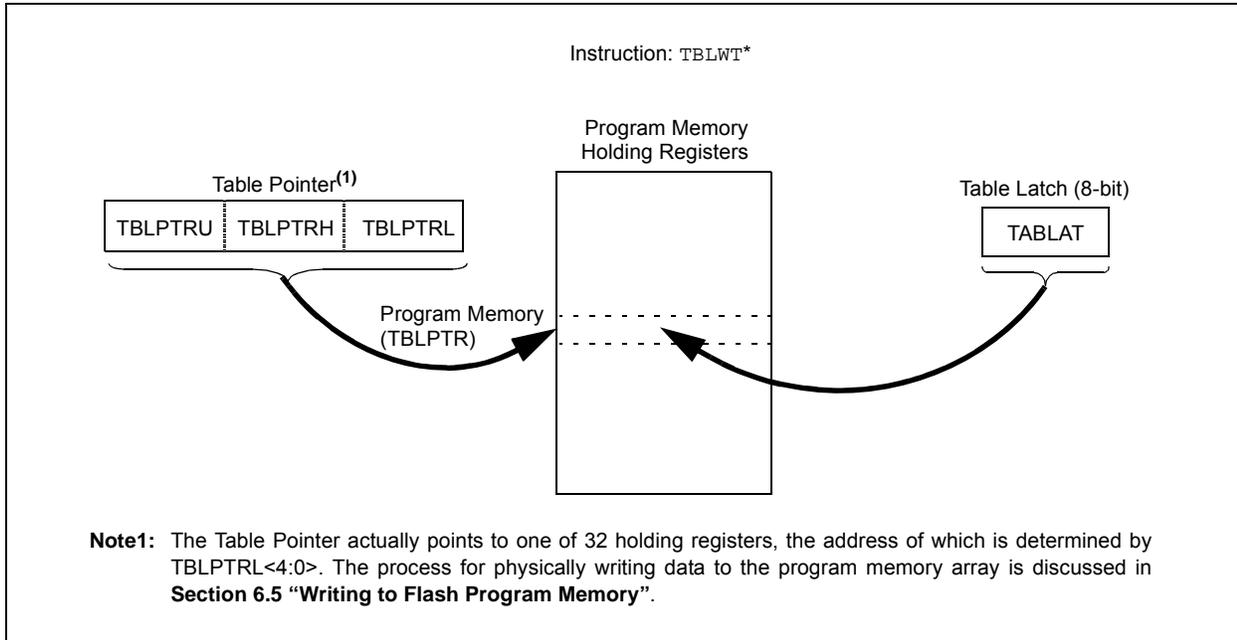 Instruction: TBLWT*
Program Memory
Holding Registers
Table Pointer(1)
Table Latch (8-bit)
TBLPTRU TBLPTRH TBLPTRL
TABLAT
Program Memory
(TBLPTR)
Note1: The Table Pointer actually points to one of 32 holding registers, the address of which is determined by
TBLPTRL<4:0>. The process for physically writing data to the program memory array is discussed in
Section 6.5 “Writing to Flash Program Memory”.